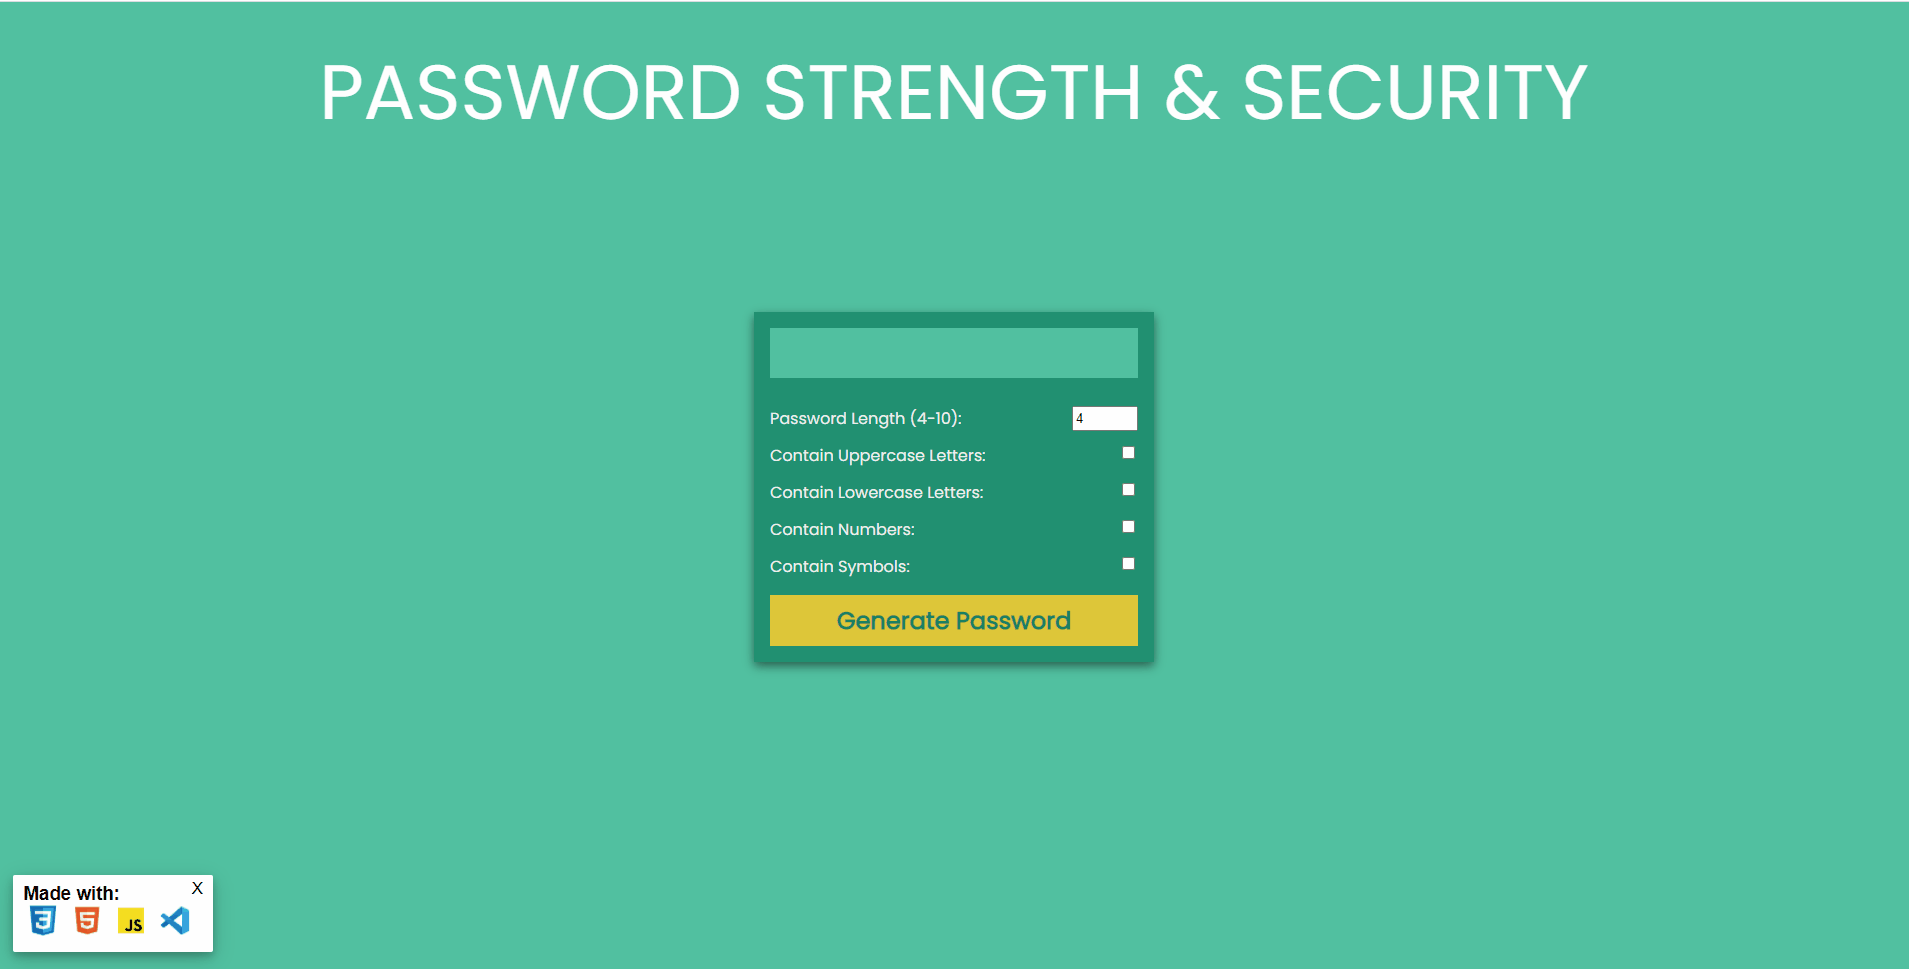 PASSWORD STRENGTH & SECURITY
Password Length (4-10): 4
Contain Uppercase Letters:
Contain Lowercase Letters:
Contain Numbers:
Contain Symbols:
Generate Password
Made with: X
3 5 JS